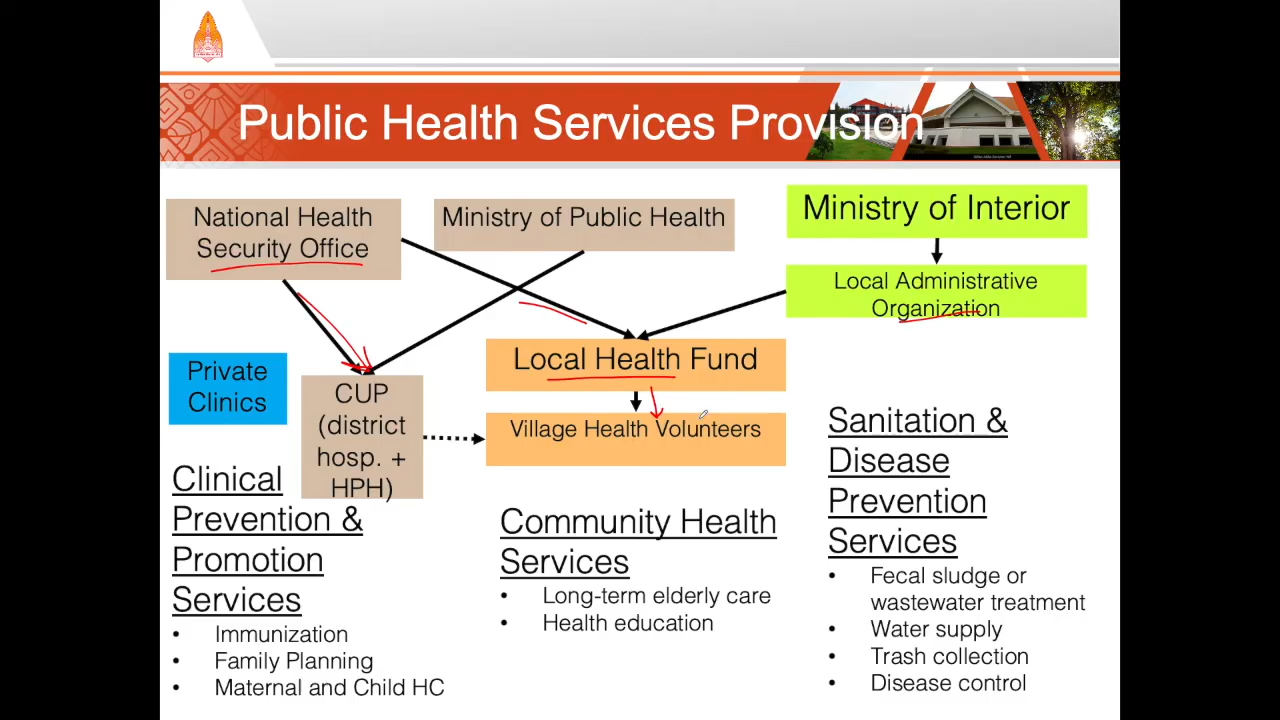 Public Health Services Provision
National Health
Security Office
Ministry of Public Health
Ministry of Interior
Local Administrative
Organization
Private
Clinics
CUP
(district
hosp. +
HPH)
Local Health Fund
Village Health Volunteers
Clinical
Prevention &
Promotion
Services
• Immunization
• Family Planning
• Maternal and Child HC
Community Health
Services
• Long-term elderly care
• Health education
Sanitation &
Disease
Prevention
Services
• Fecal sludge or
wastewater treatment
• Water supply
• Trash collection
• Disease control